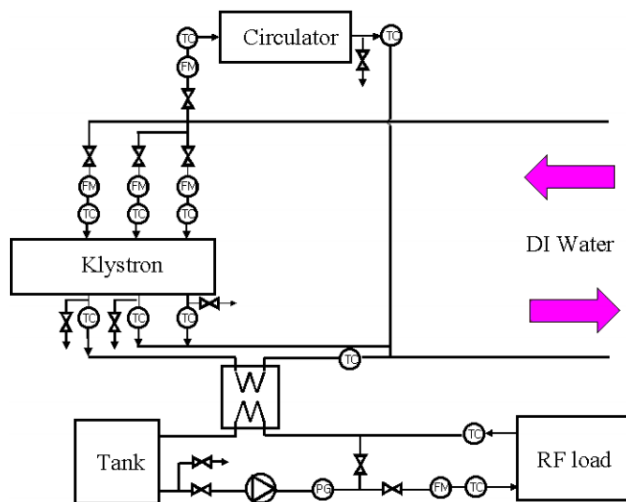 TC
Circulator
TC
FM
FM
FM
FM
TC
TC
TC
DI Water
Klystron
TC
TC
TC
TC
TC
Tank
RF load
PG
FM
TC